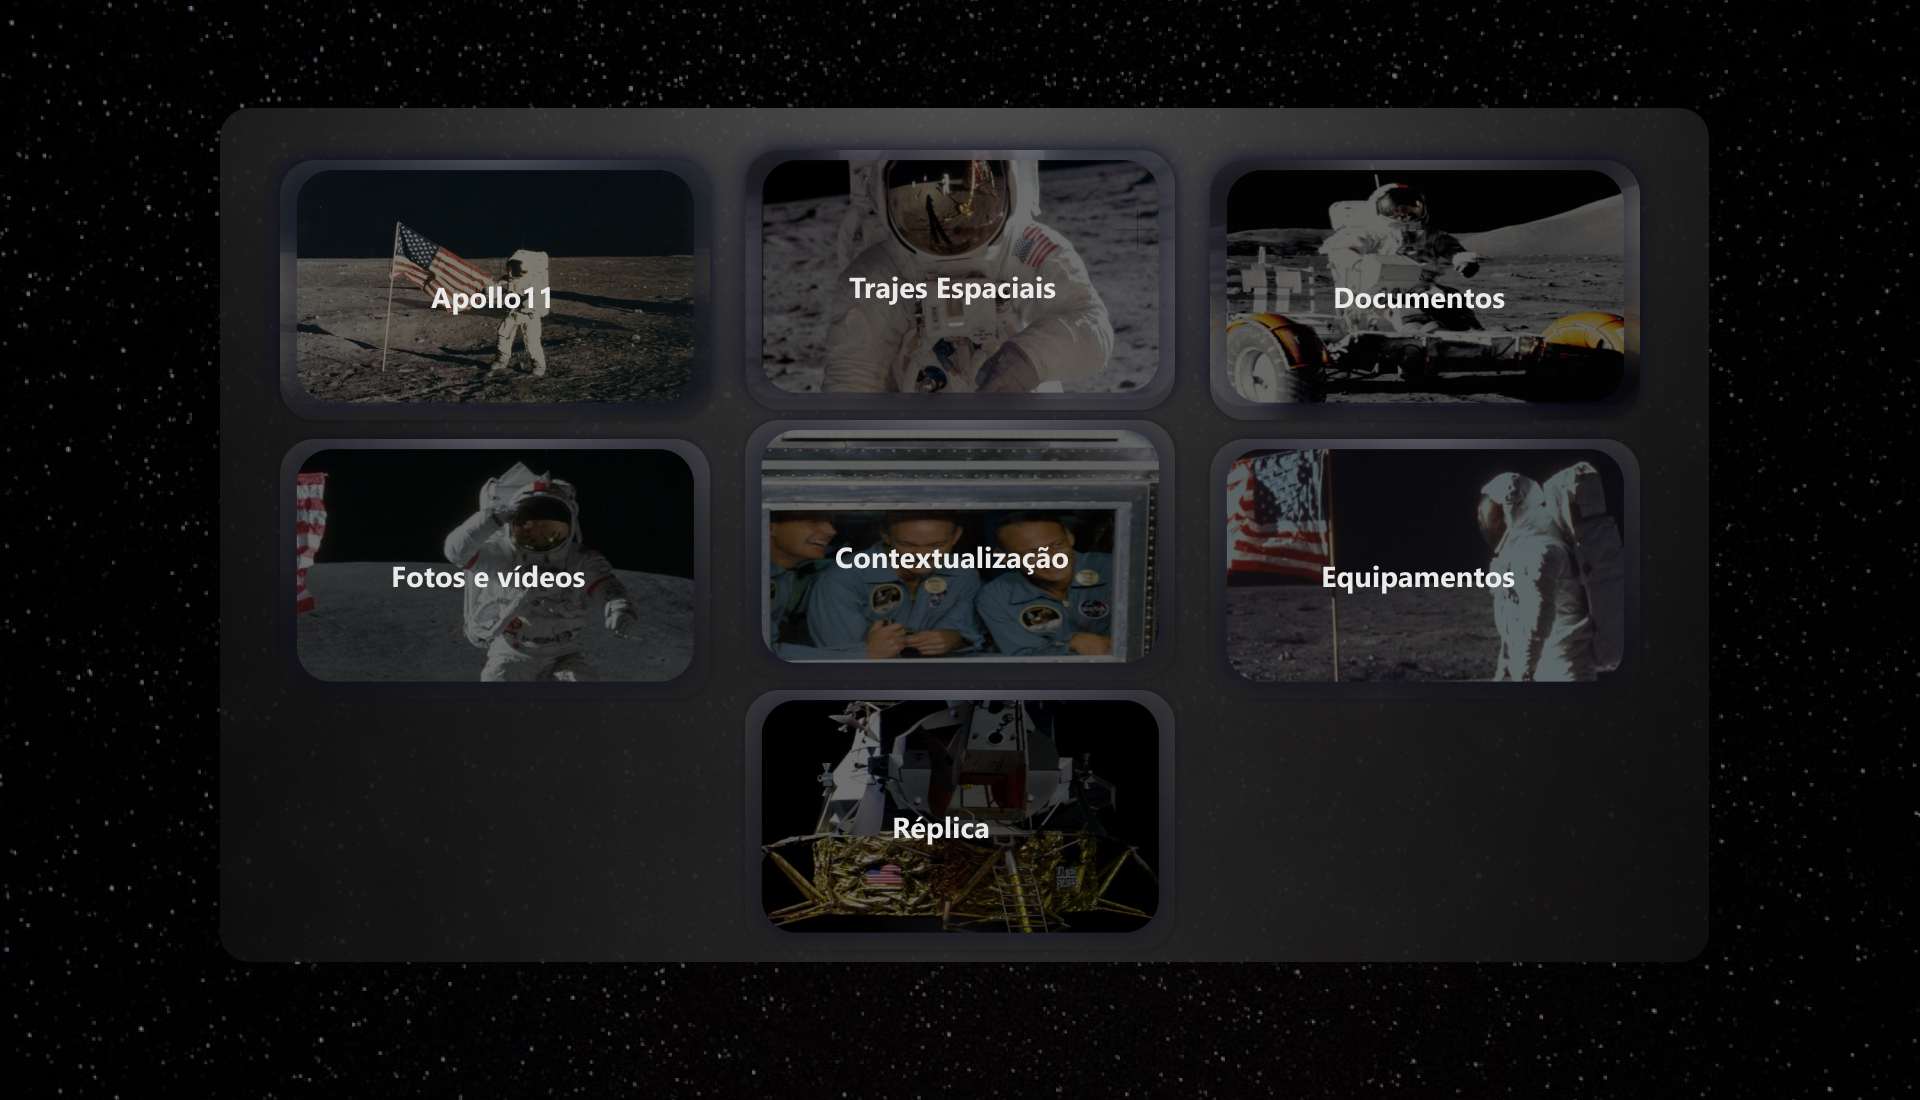 Apollo11
Trajes Espaciais
Documentos
Fotos e vídeos
Contextualização
Equipamentos
Réplica